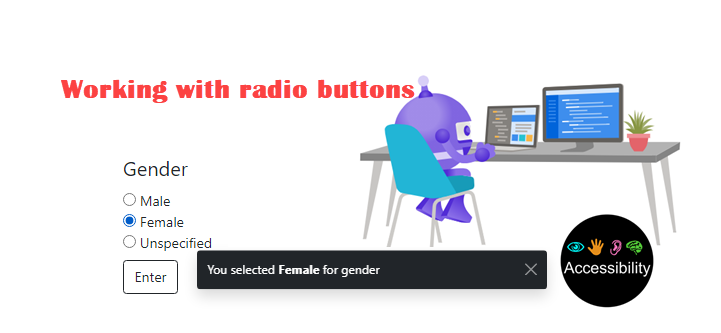 Working with radio buttons
Gender
Male
Female
Unspecified
Enter
You selected Female for gender
Accessibility